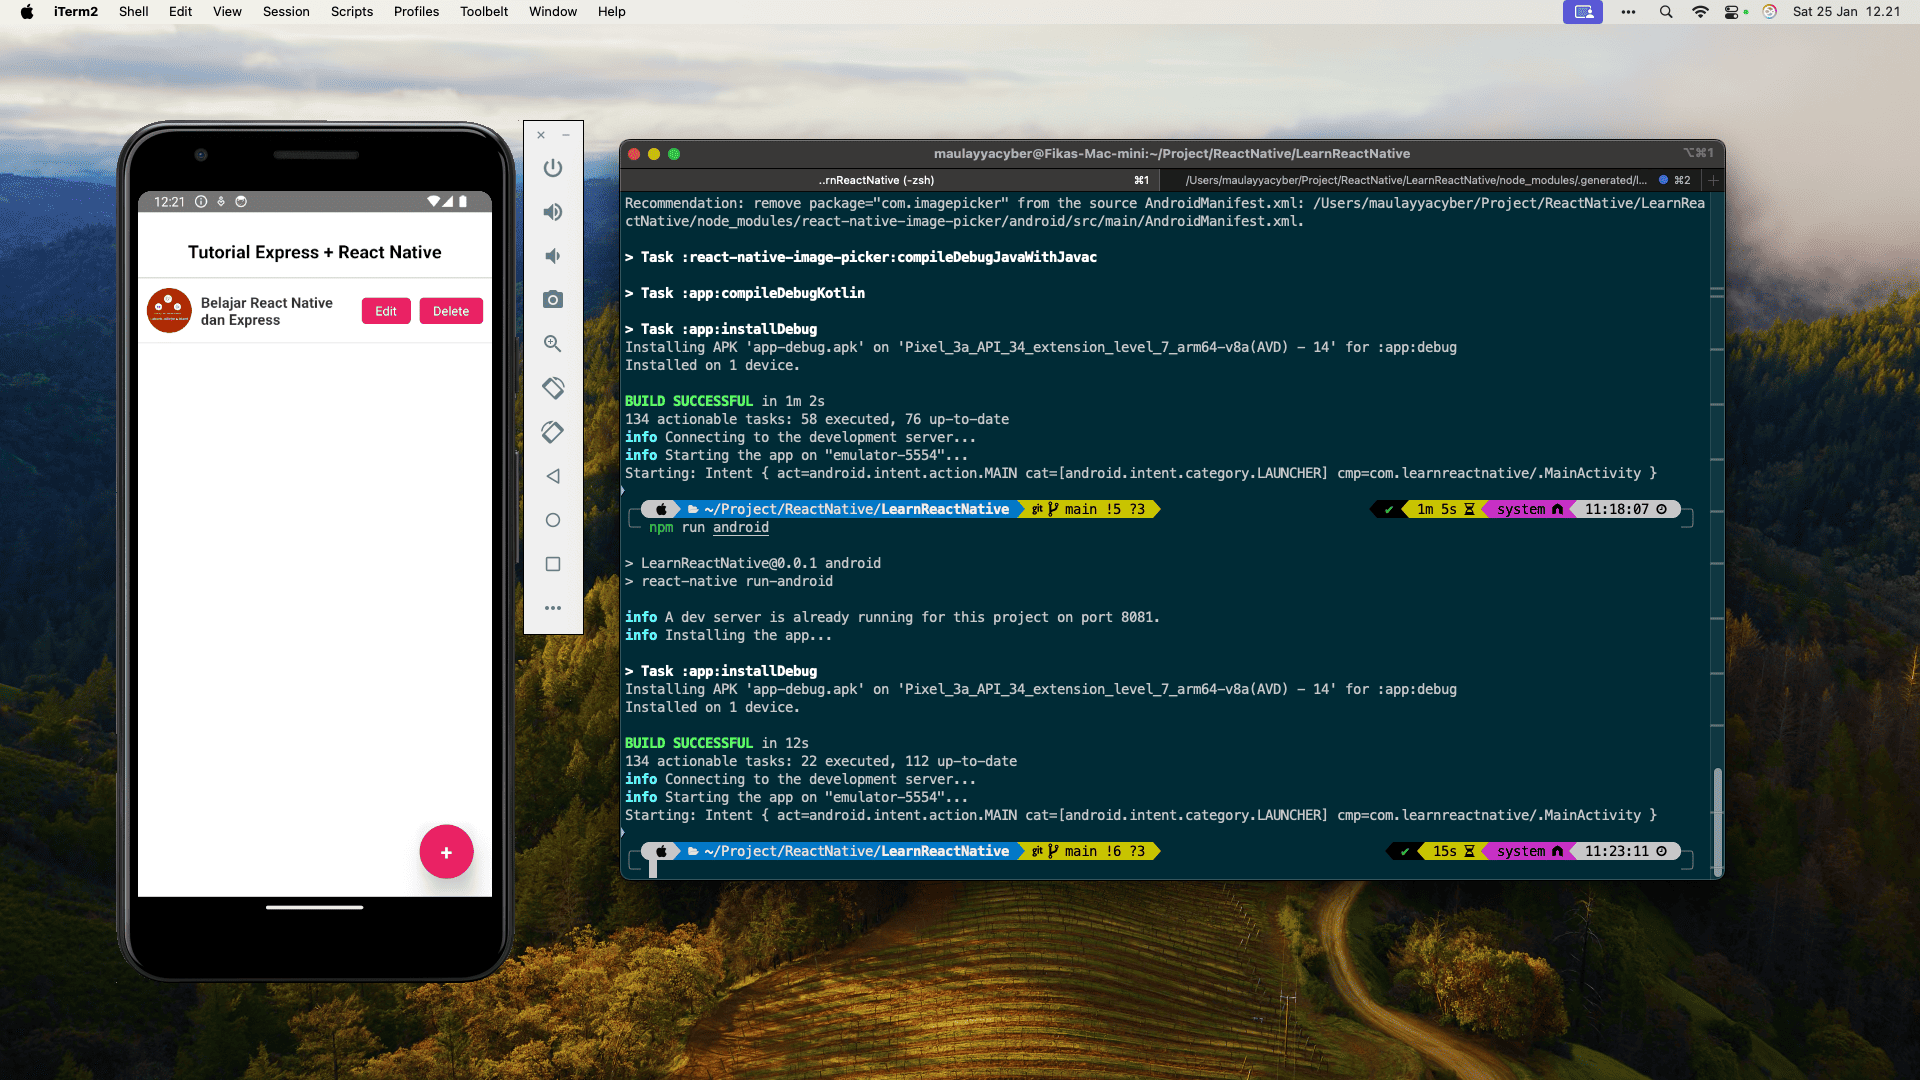 iTerm2 Shell Edit View Session Scripts Profiles Toolbelt Window Help
Sat 25 Jan 12.21
12:21
Tutorial Express + React Native
Belajar React Native
dan Express
Edit
Delete
+
maulayyacyber@Fikas-Mac-mini:~/Project/ReactNative/LearnReactNative
⌥⌘1
..rnReactNative (-zsh) ⌘1
/Users/maulayyacyber/Project/ReactNative/LearnReactNative/node_modules/.generated/l... ⌘2
Recommendation: remove package="com.imagepicker" from the source AndroidManifest.xml: /Users/maulayyacyber/Project/ReactNative/LearnRea
ctNative/node_modules/react-native-image-picker/android/src/main/AndroidManifest.xml.
> Task :react-native-image-picker:compileDebugJavaWithJavac
> Task :app:compileDebugKotlin
> Task :app:installDebug
Installing APK 'app-debug.apk' on 'Pixel_3a_API_34_extension_level_7_arm64-v8a(AVD) - 14' for :app:debug
Installed on 1 device.
BUILD SUCCESSFUL in 1m 2s
134 actionable tasks: 58 executed, 76 up-to-date
info Connecting to the development server...
info Starting the app on "emulator-5554"...
Starting: Intent { act=android.intent.action.MAIN cat=[android.intent.category.LAUNCHER] cmp=com.learnreactnative/.MainActivity }
~/Project/ReactNative/LearnReactNative git main !5 ?3 ✔ 1m 5s system 11:18:07
npm run android
> LearnReactNative@0.0.1 android
> react-native run-android
info A dev server is already running for this project on port 8081.
info Installing the app...
> Task :app:installDebug
Installing APK 'app-debug.apk' on 'Pixel_3a_API_34_extension_level_7_arm64-v8a(AVD) - 14' for :app:debug
Installed on 1 device.
BUILD SUCCESSFUL in 12s
134 actionable tasks: 22 executed, 112 up-to-date
info Connecting to the development server...
info Starting the app on "emulator-5554"...
Starting: Intent { act=android.intent.action.MAIN cat=[android.intent.category.LAUNCHER] cmp=com.learnreactnative/.MainActivity }
~/Project/ReactNative/LearnReactNative git main !6 ?3 ✔ 15s system 11:23:11